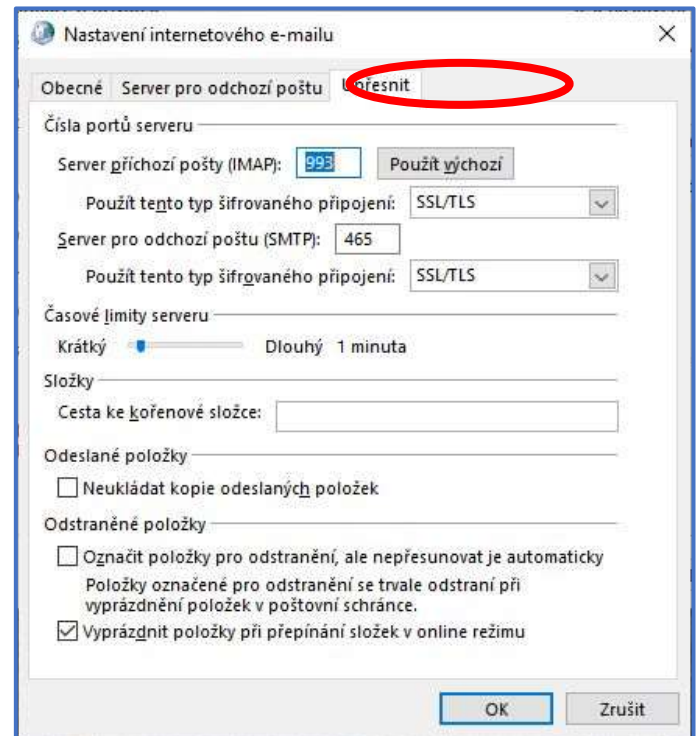 Nastavení internetového e-mailu
Obecné Server pro odchozí poštu Upřesnit
Čísla portů serveru
Server příchozí pošty (IMAP): 993 Použít výchozí
Použít tento typ šifrovaného připojení: SSL/TLS
Server pro odchozí poštu (SMTP): 465
Použít tento typ šifrovaného připojení: SSL/TLS
Časové limity serveru
Krátký Dlouhý 1 minuta
Složky
Cesta ke kořenové složce:
Odeslané položky
Neukládat kopie odeslaných položek
Odstraněné položky
Označit položky pro odstranění, ale nepřesunovat je automaticky
Položky označené pro odstranění se trvale odstraní při
vyprázdnění položek v poštovní schránce.
Vyprázdnit položky při přepínání složek v online režimu
OK Zrušit